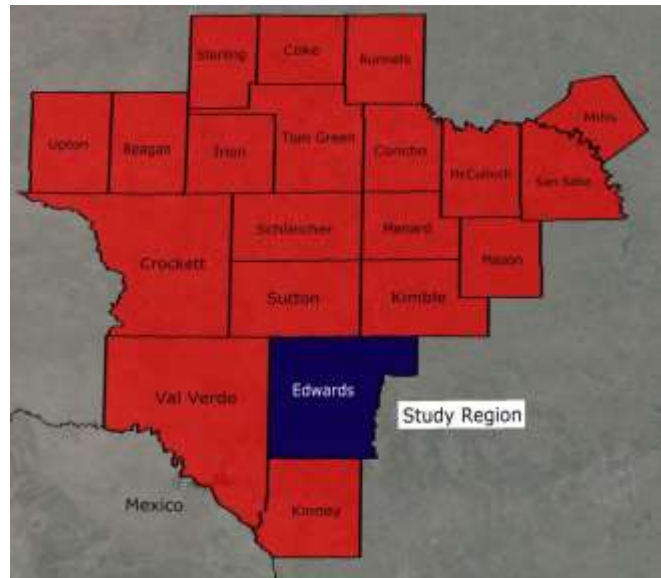 Sterling
Coke
Runnels
Mills
Upton
Reagan
Irion
Tom Green
Concho
McCulloch
San Saba
Schleicher
Menard
Mason
Crockett
Sutton
Kimble
Val Verde
Edwards
Study Region
Mexico
Kinney